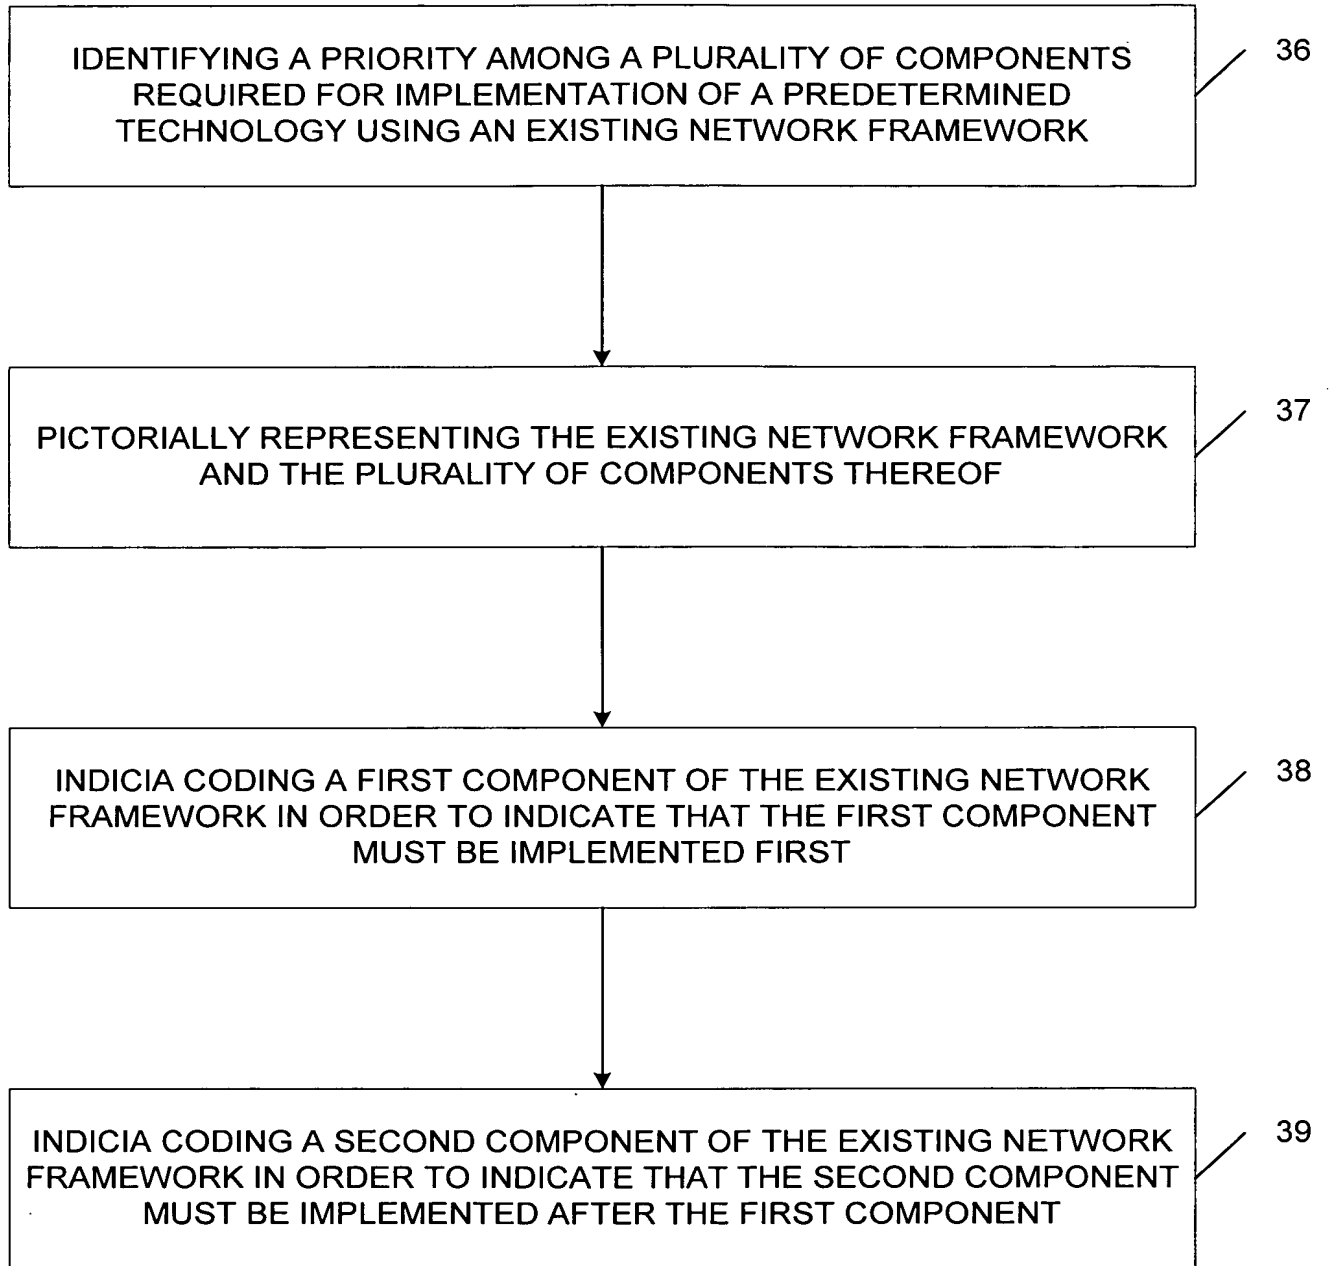 IDENTIFYING A PRIORITY AMONG A PLURALITY OF COMPONENTS
REQUIRED FOR IMPLEMENTATION OF A PREDETERMINED
TECHNOLOGY USING AN EXISTING NETWORK FRAMEWORK
36
PICTORIALLY REPRESENTING THE EXISTING NETWORK FRAMEWORK
AND THE PLURALITY OF COMPONENTS THEREOF
37
INDICIA CODING A FIRST COMPONENT OF THE EXISTING NETWORK
FRAMEWORK IN ORDER TO INDICATE THAT THE FIRST COMPONENT
MUST BE IMPLEMENTED FIRST
38
INDICIA CODING A SECOND COMPONENT OF THE EXISTING NETWORK
FRAMEWORK IN ORDER TO INDICATE THAT THE SECOND COMPONENT
MUST BE IMPLEMENTED AFTER THE FIRST COMPONENT
39